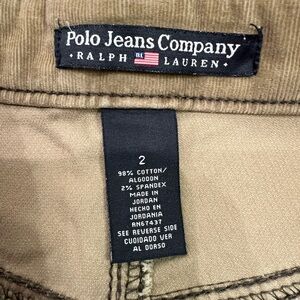 Polo Jeans Company
· RALPH LAUREN ·
2
98% COTTON/
ALGODON
2% SPANDEX
MADE IN
JORDAN
HECHO EN
JORDANIA
RN67437
SEE REVERSE SIDE
CUIDADO VER
AL DORSO